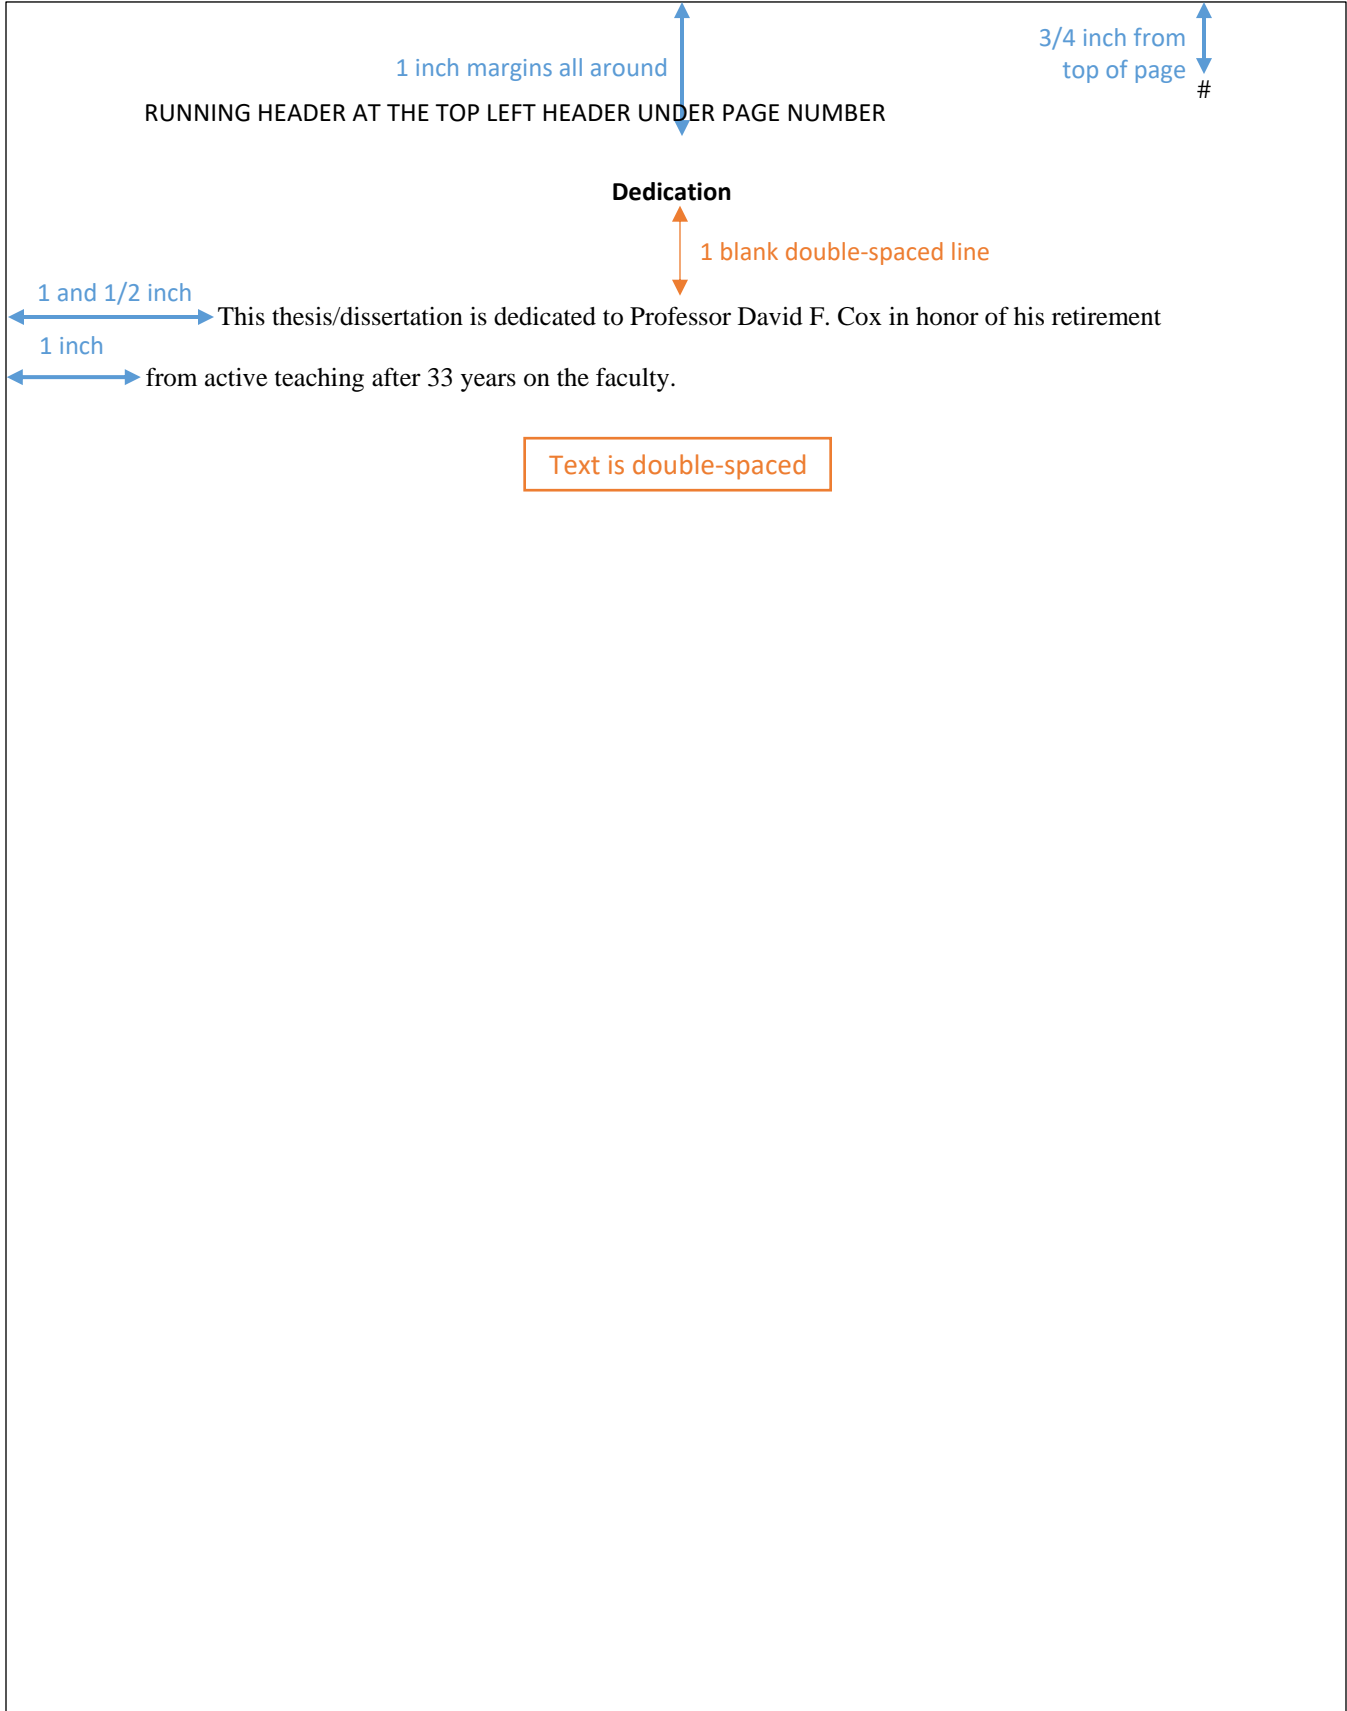 3/4 inch from
top of page
1 inch margins all around
#
RUNNING HEADER AT THE TOP LEFT HEADER UNDER PAGE NUMBER
Dedication
1 blank double-spaced line
1 and 1/2 inch
This thesis/dissertation is dedicated to Professor David F. Cox in honor of his retirement
1 inch
from active teaching after 33 years on the faculty.
Text is double-spaced